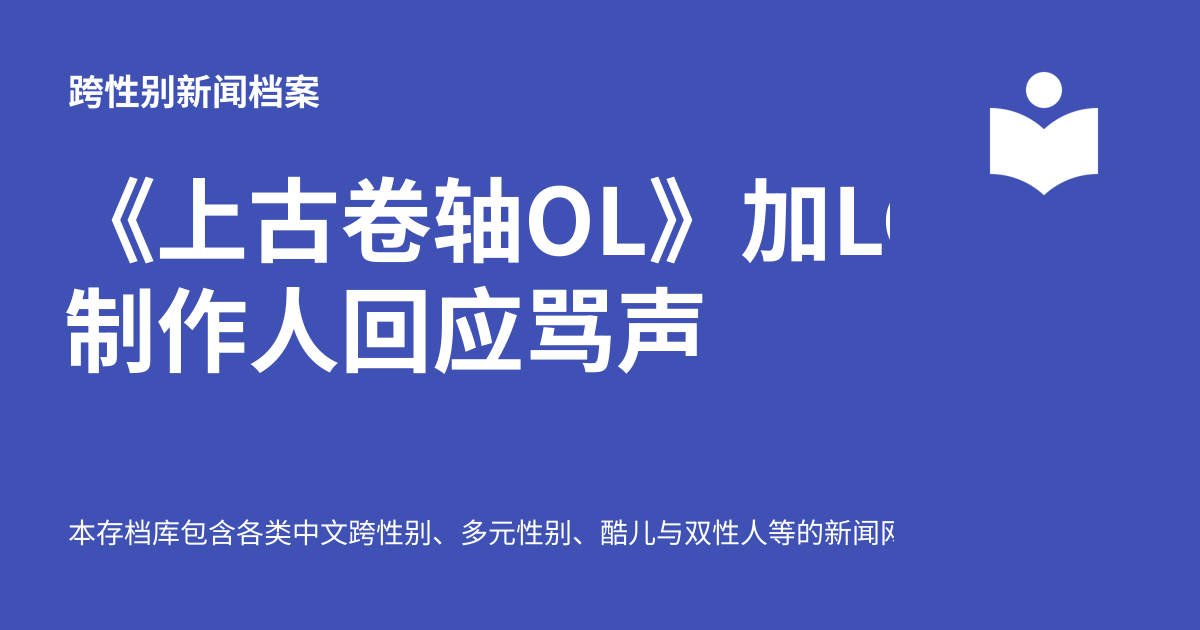 跨性别新闻档案
《上古卷轴OL》加L
制作人回应骂声
本存档库包含各类中文跨性别、多元性别、酷儿与双性人等的新闻